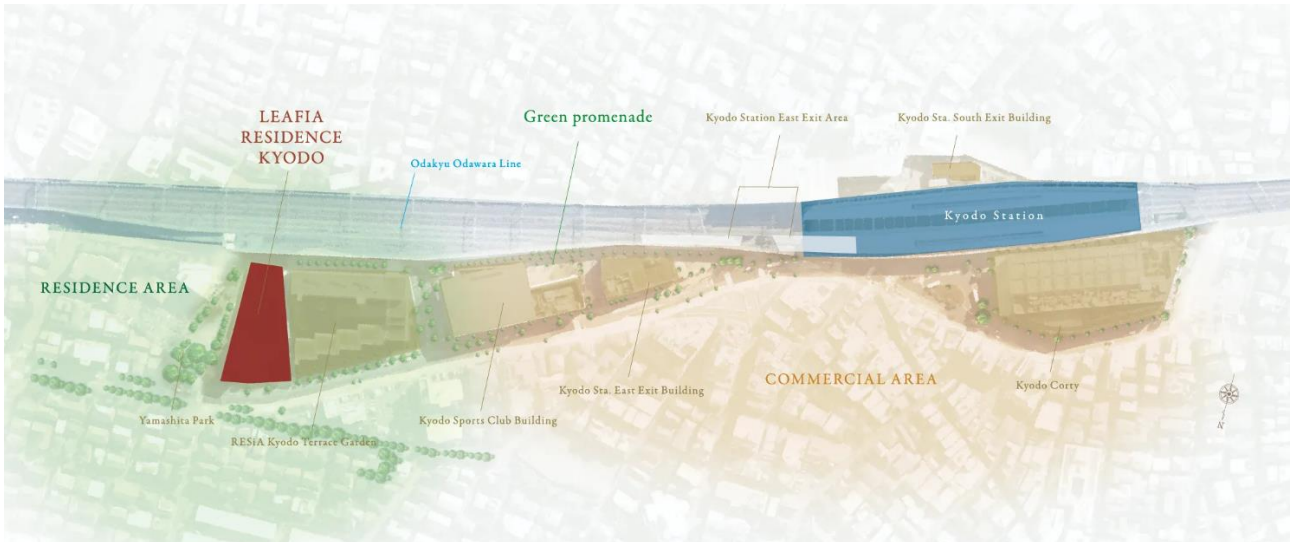 LEAFIA
RESIDENCE
KYODO
Green promenade
Kyodo Station East Exit Area
Kyodo Sta. South Exit Building
Odakyu Odawara Line
Kyodo Station
RESIDENCE AREA
COMMERCIAL AREA
Kyodo Corty
Kyodo Sta. East Exit Building
Yamashita Park
Kyodo Sports Club Building
RESiA Kyodo Terrace Garden
N